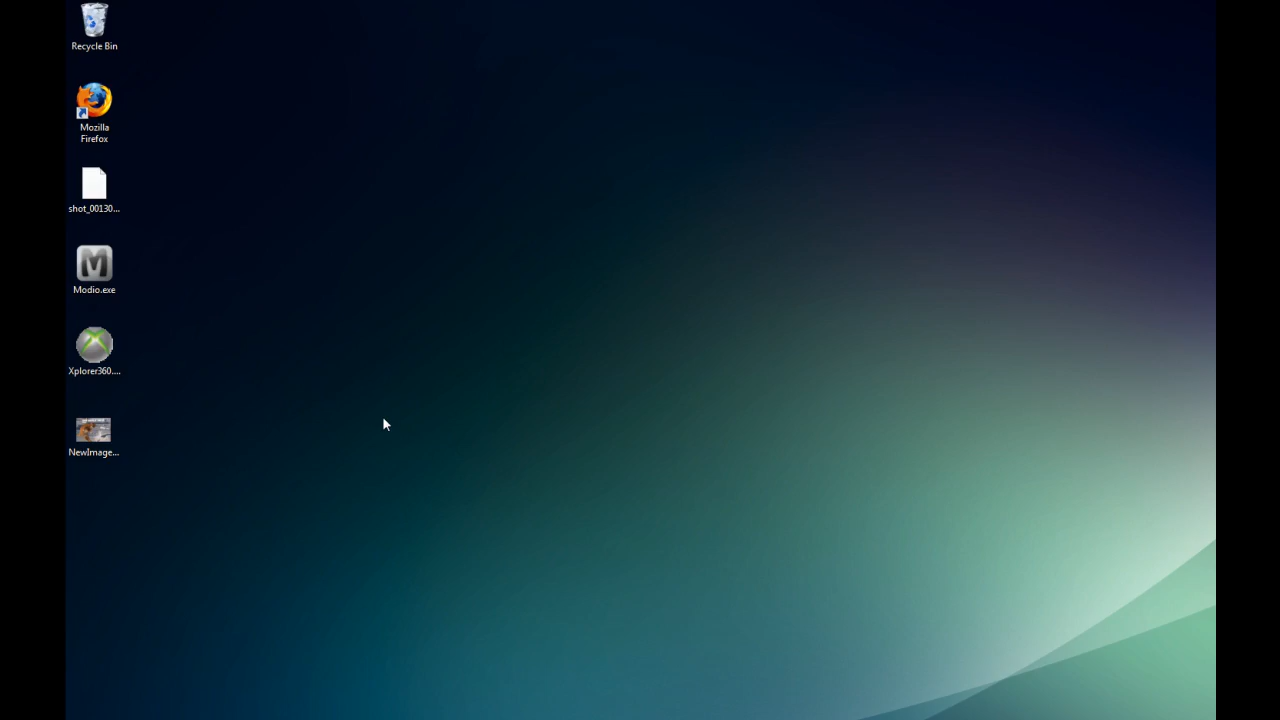 Recycle Bin
Mozilla
Firefox
shot_00130...
Modio.exe
Xplorer360....
NewImage...